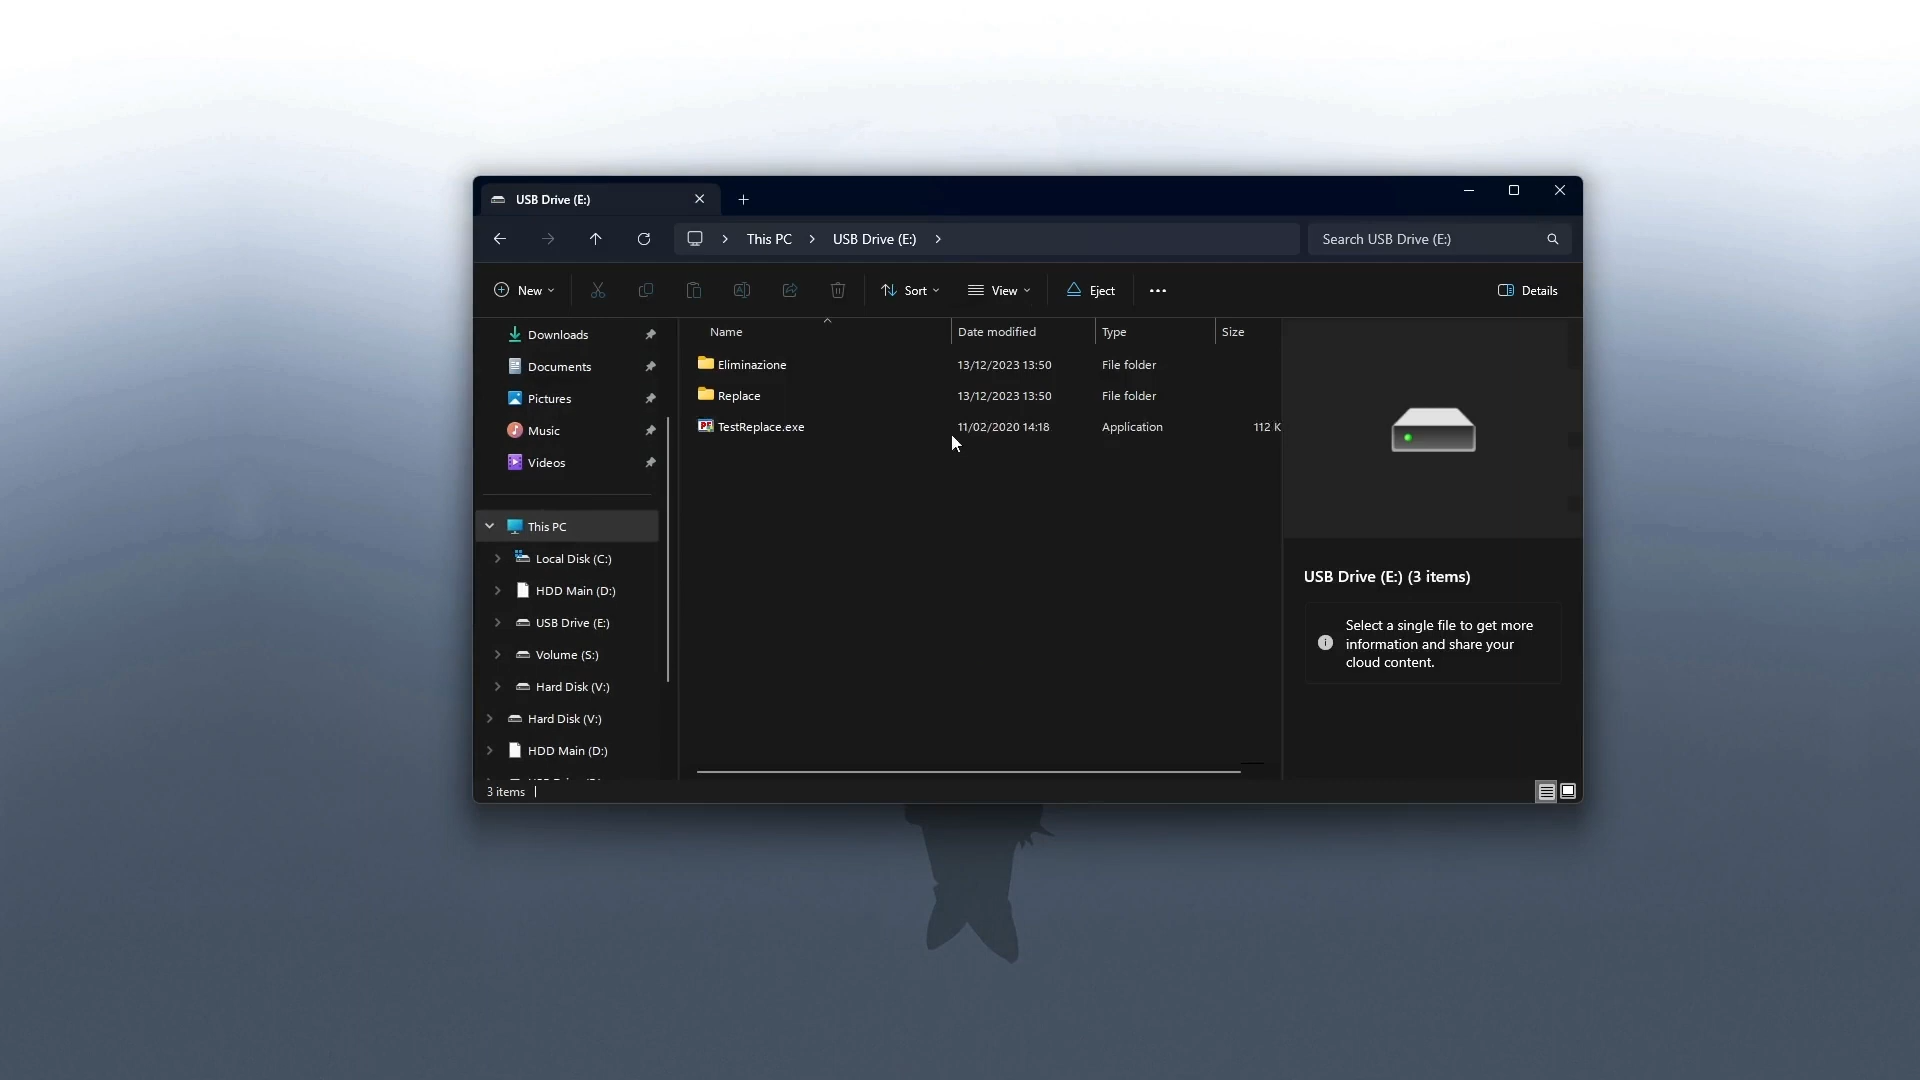 USB Drive (E:)
This PC
USB Drive (E:)
Search USB Drive (E:)
New
Sort
View
Eject
Details
Downloads
Documents
Pictures
Music
Videos
This PC
Local Disk (C:)
HDD Main (D:)
USB Drive (E:)
Volume (S:)
Hard Disk (V:)
Hard Disk (V:)
HDD Main (D:)
Name
Date modified
Type
Size
Eliminazione
13/12/2023 13:50
File folder
Replace
13/12/2023 13:50
File folder
TestReplace.exe
11/02/2020 14:18
Application
112 K
USB Drive (E:) (3 items)
Select a single file to get more
information and share your
cloud content.
3 items